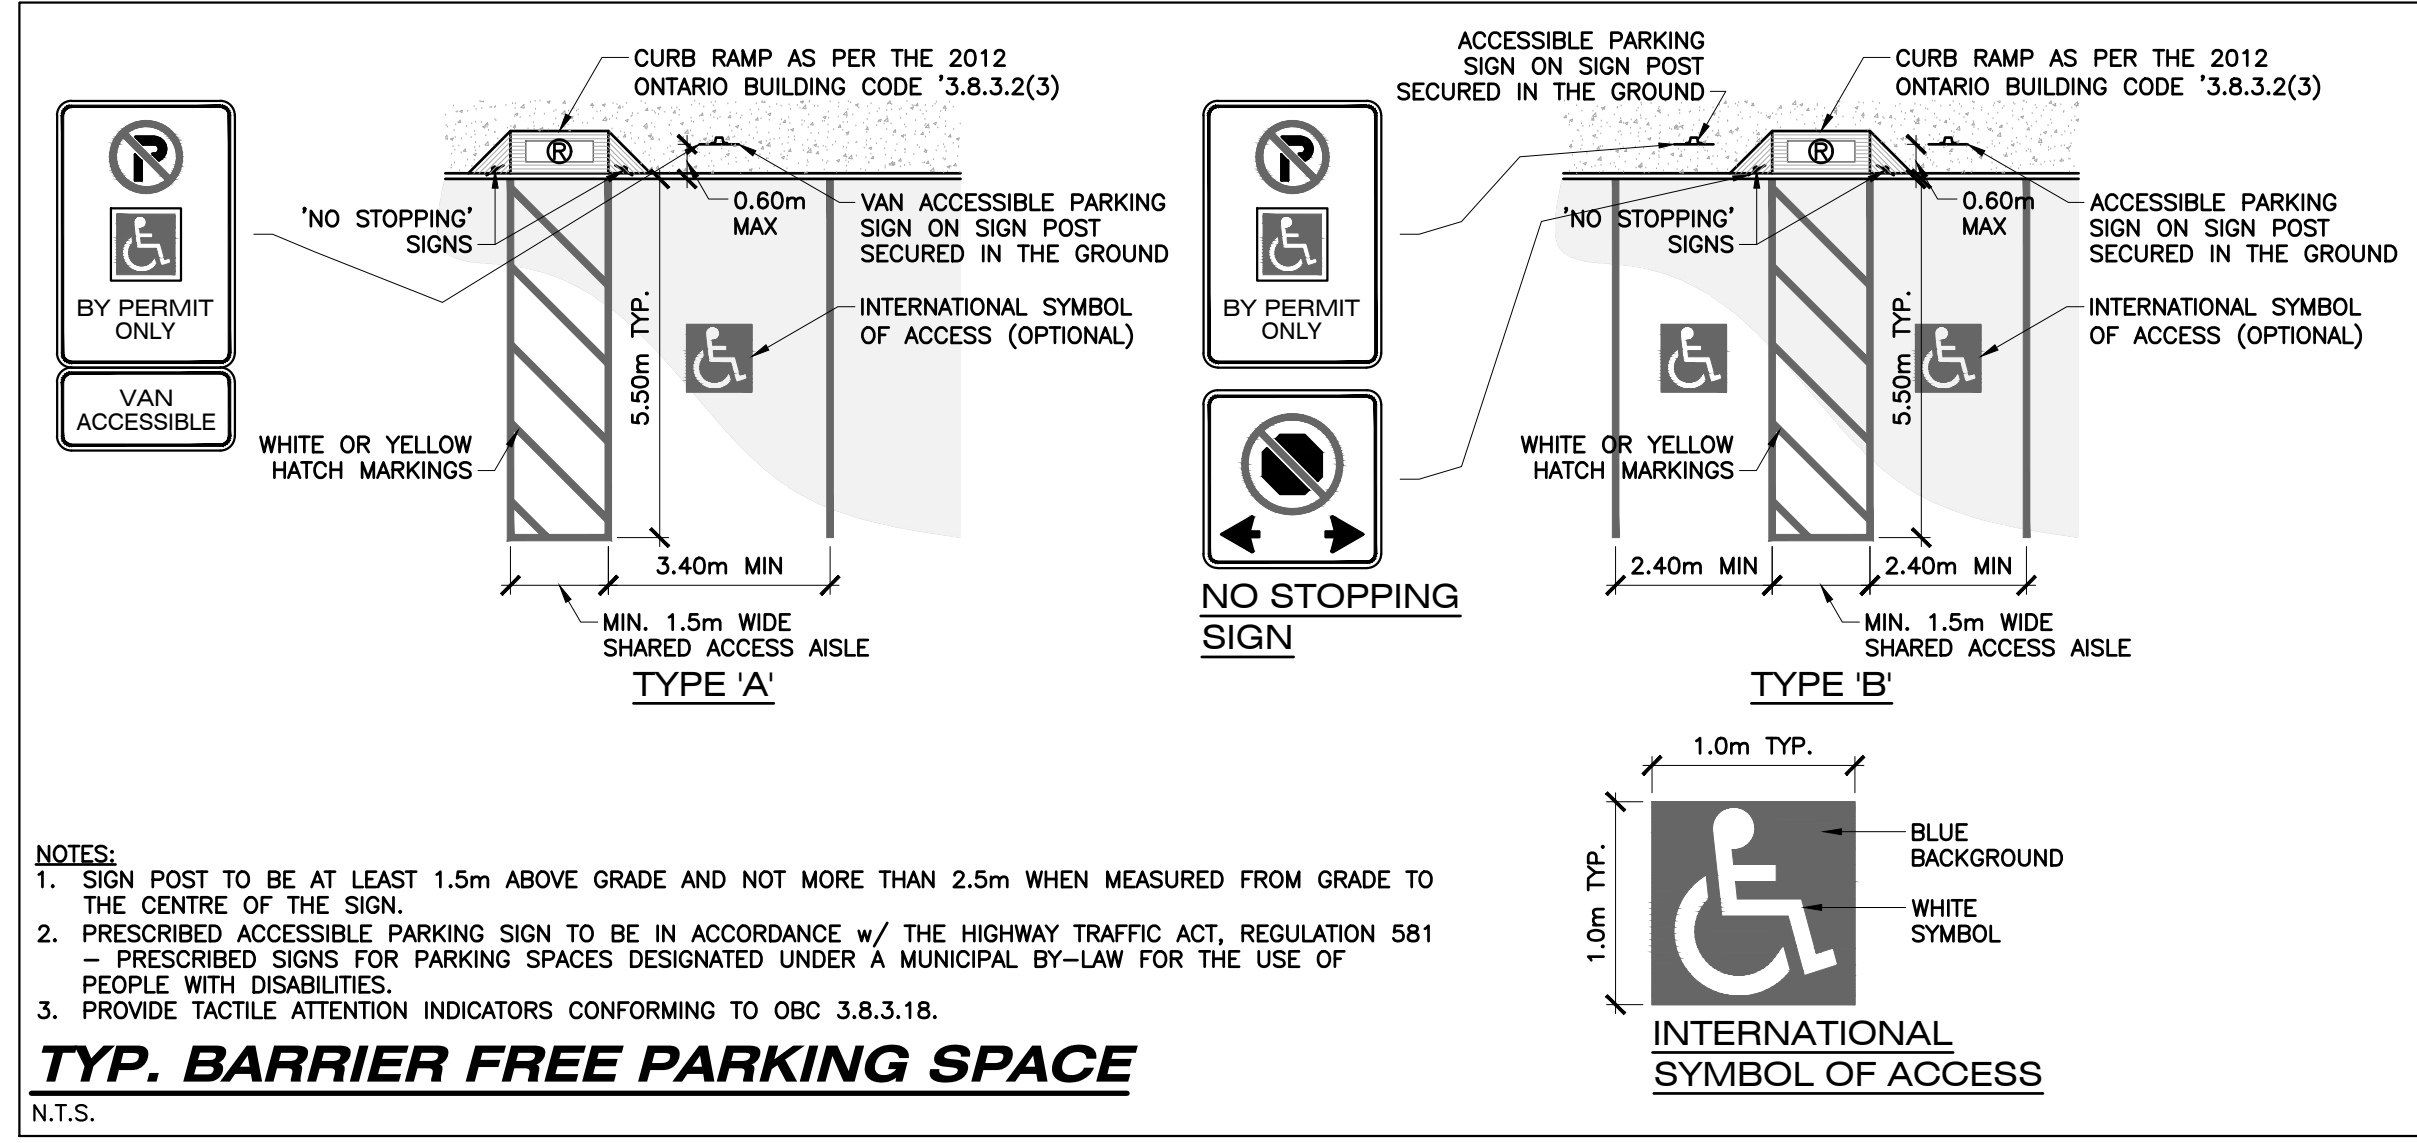 CURB RAMP AS PER THE 2012
ONTARIO BUILDING CODE '3.8.3.2(3)
BY PERMIT
ONLY
VAN
ACCESSIBLE
R
'NO STOPPING'
SIGNS
0.60m
MAX
VAN ACCESSIBLE PARKING
SIGN ON SIGN POST
SECURED IN THE GROUND
INTERNATIONAL SYMBOL
OF ACCESS (OPTIONAL)
5.50m TYP.
WHITE OR YELLOW
HATCH MARKINGS
3.40m MIN
MIN. 1.5m WIDE
SHARED ACCESS AISLE
TYPE 'A'
ACCESSIBLE PARKING
SIGN ON SIGN POST
SECURED IN THE GROUND
CURB RAMP AS PER THE 2012
ONTARIO BUILDING CODE '3.8.3.2(3)
BY PERMIT
ONLY
NO STOPPING
SIGN
R
'NO STOPPING'
SIGNS
0.60m
MAX
ACCESSIBLE PARKING
SIGN ON SIGN POST
SECURED IN THE GROUND
INTERNATIONAL SYMBOL
OF ACCESS (OPTIONAL)
5.50m TYP.
WHITE OR YELLOW
HATCH MARKINGS
2.40m MIN
2.40m MIN
MIN. 1.5m WIDE
SHARED ACCESS AISLE
TYPE 'B'
1.0m TYP.
1.0m TYP.
BLUE
BACKGROUND
WHITE
SYMBOL
INTERNATIONAL
SYMBOL OF ACCESS
NOTES:
1. SIGN POST TO BE AT LEAST 1.5m ABOVE GRADE AND NOT MORE THAN 2.5m WHEN MEASURED FROM GRADE TO
THE CENTRE OF THE SIGN.
2. PRESCRIBED ACCESSIBLE PARKING SIGN TO BE IN ACCORDANCE w/ THE HIGHWAY TRAFFIC ACT, REGULATION 581
– PRESCRIBED SIGNS FOR PARKING SPACES DESIGNATED UNDER A MUNICIPAL BY–LAW FOR THE USE OF
PEOPLE WITH DISABILITIES.
3. PROVIDE TACTILE ATTENTION INDICATORS CONFORMING TO OBC 3.8.3.18.
TYP. BARRIER FREE PARKING SPACE
N.T.S.